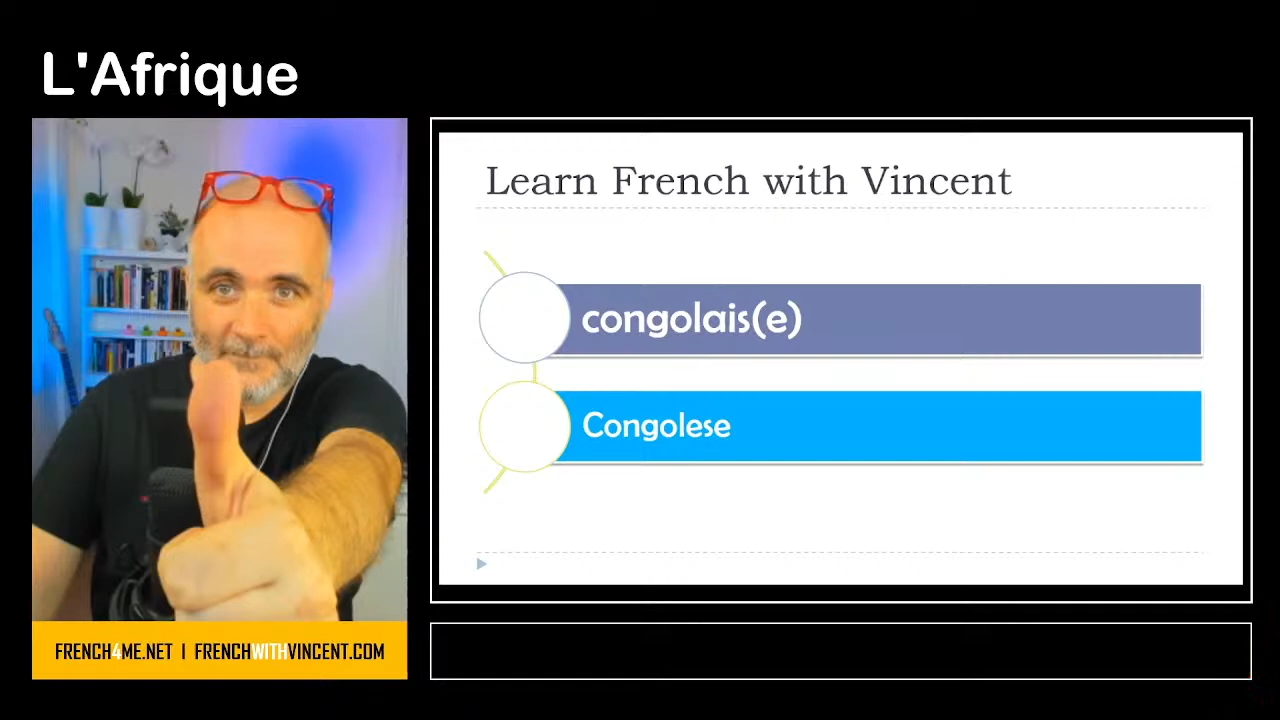 L'Afrique
Learn French with Vincent
congolais(e)
Congolese
FRENCH4ME.NET | FRENCHWITHVINCENT.COM